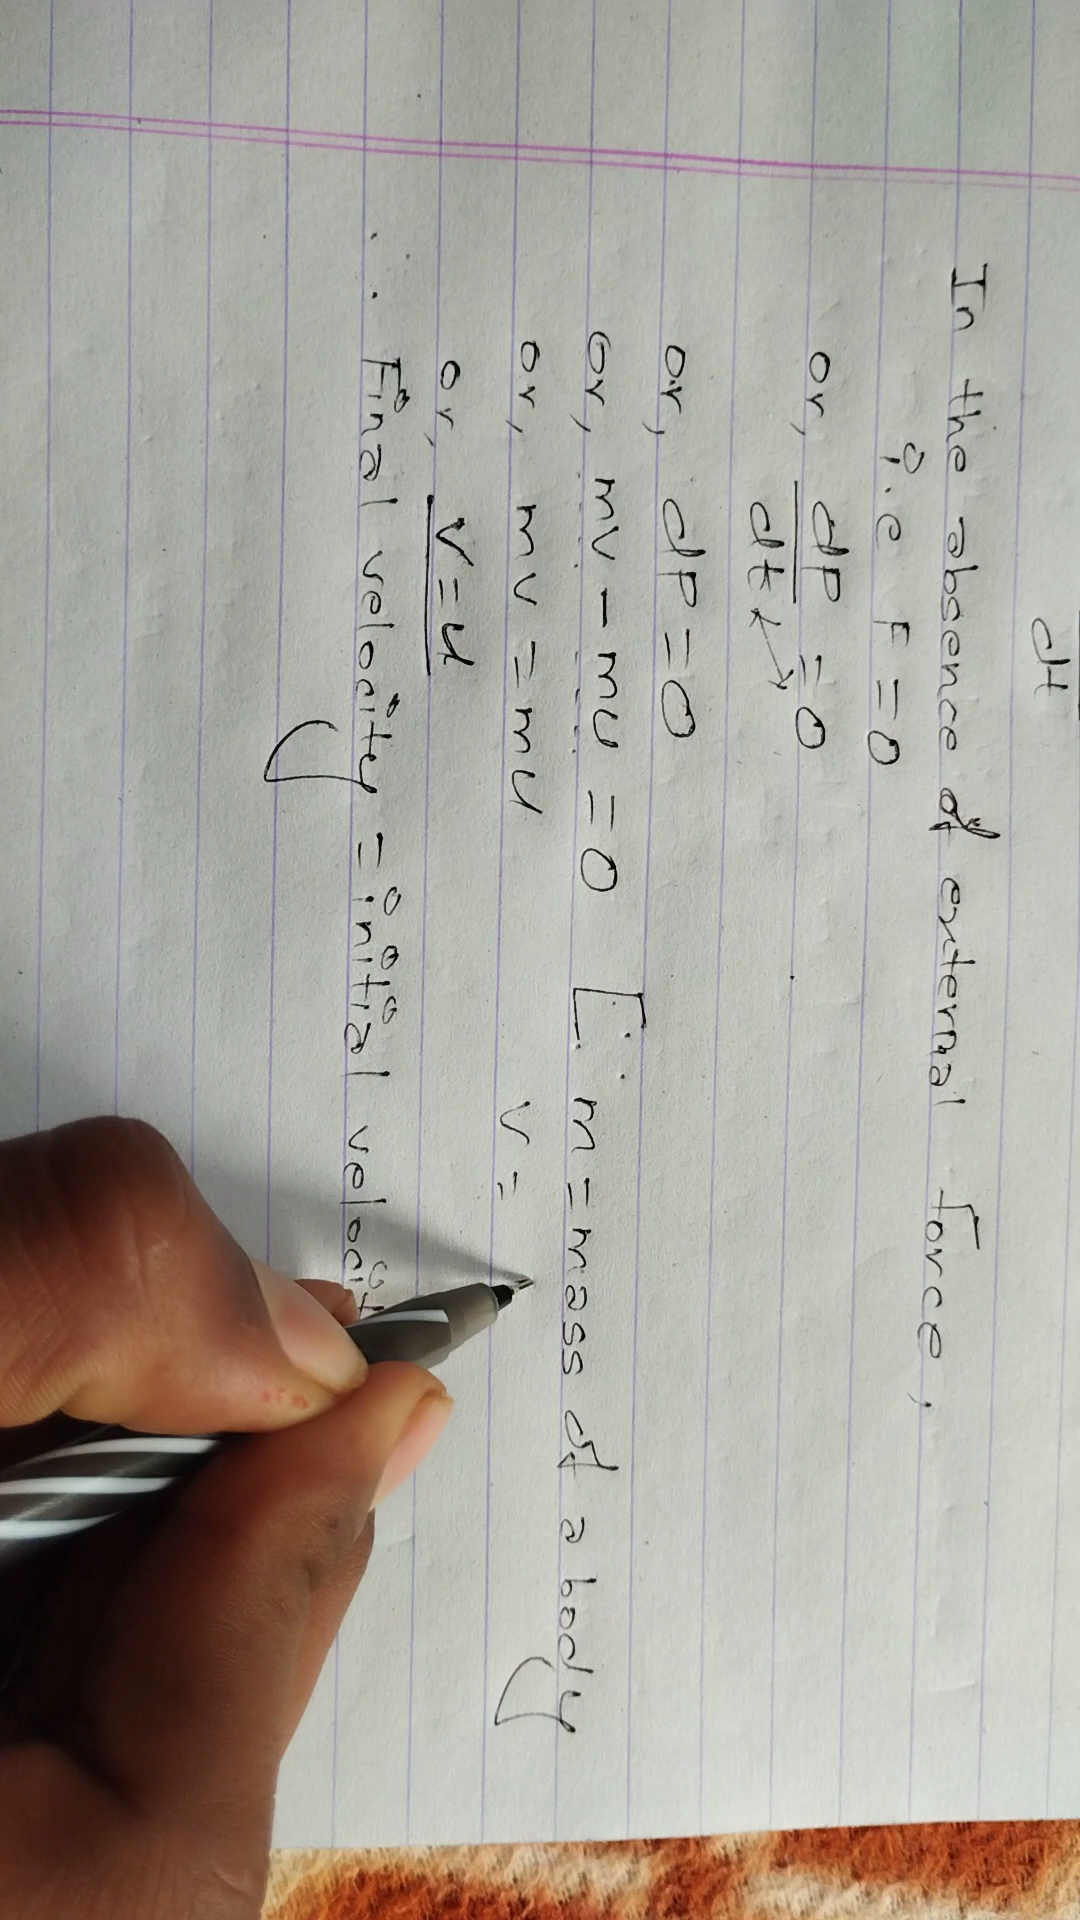 dt
In the absence of external force,
i.e F = 0
or, dP/dt = 0
or, dP = 0
or, mv - mu = 0 [∵ m = mass of a body
or, mv = mu v =
or, v = u
∴ Final velocity = initial velocit